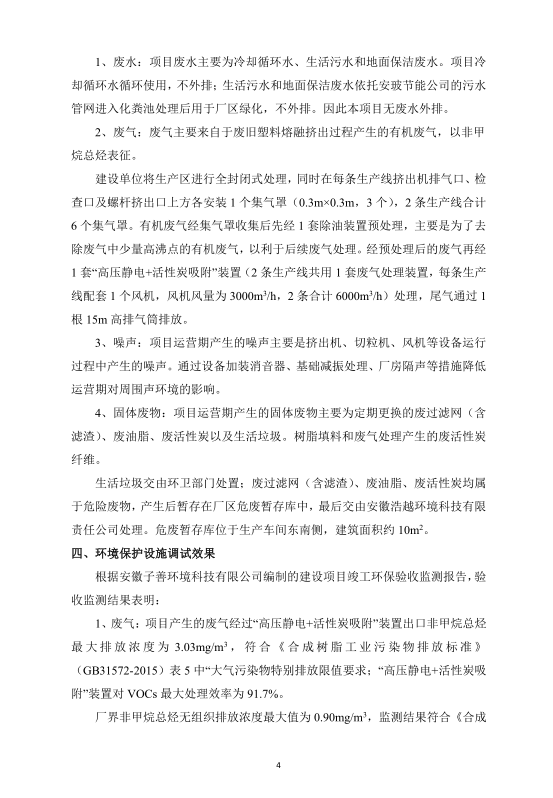 1、废水：项目废水主要为冷却循环水、生活污水和地面保洁废水。项目冷
却循环水循环使用，不外排；生活污水和地面保洁废水依托安玻节能公司的污水
管网进入化粪池处理后用于厂区绿化，不外排。因此本项目无废水外排。
2、废气：废气主要来自于废旧塑料熔融挤出过程产生的有机废气，以非甲
烷总烃表征。
建设单位将生产区进行全封闭式处理，同时在每条生产线挤出机排气口、检
查口及螺杆挤出口上方各安装 1 个集气罩（0.3m×0.3m，3 个），2 条生产线合计
6 个集气罩。有机废气经集气罩收集后先经 1 套除油装置预处理，主要是为了去
除废气中少量高沸点的有机废气，以利于后续废气处理。经预处理后的废气再经
1 套“高压静电+活性炭吸附”装置（2 条生产线共用 1 套废气处理装置，每条生产
线配套 1 个风机，风机风量为 3000m³/h，2 条合计 6000m³/h）处理，尾气通过 1
根 15m 高排气筒排放。
3、噪声：项目运营期产生的噪声主要是挤出机、切粒机、风机等设备运行
过程中产生的噪声。通过设备加装消音器、基础减振处理、厂房隔声等措施降低
运营期对周围声环境的影响。
4、固体废物：项目运营期产生的固体废物主要为定期更换的废过滤网（含
滤渣）、废油脂、废活性炭以及生活垃圾。树脂填料和废气处理产生的废活性炭
纤维。
生活垃圾交由环卫部门处置；废过滤网（含滤渣）、废油脂、废活性炭均属
于危险废物，产生后暂存在厂区危废暂存库中，最后交由安徽浩越环境科技有限
责任公司处理。危废暂存库位于生产车间东南侧，建筑面积约 10m²。
四、环境保护设施调试效果
根据安徽子善环境科技有限公司编制的建设项目竣工环保验收监测报告，验
收监测结果表明；
1、废气：项目产生的废气经过“高压静电+活性炭吸附”装置出口非甲烷总烃
最大排放浓度为 3.03mg/m³，符合《合成树脂工业污染物排放标准》
（GB31572-2015）表 5 中“大气污染物特别排放限值要求；“高压静电+活性炭吸
附”装置对 VOCs 最大处理效率为 91.7%。
厂界非甲烷总烃无组织排放浓度最大值为 0.90mg/m³，监测结果符合《合成
4